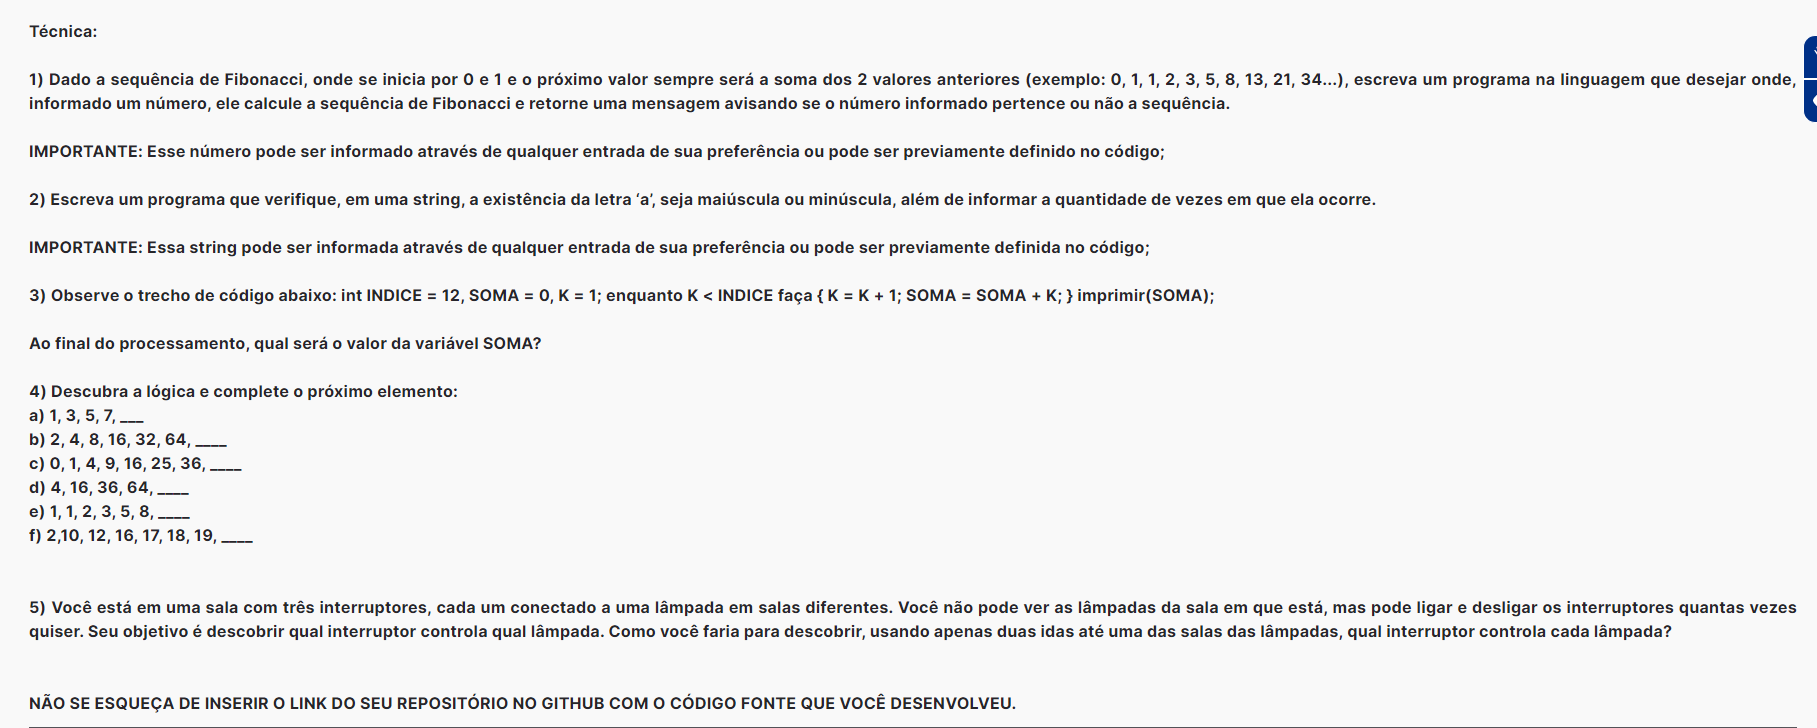 Técnica:
1) Dado a sequência de Fibonacci, onde se inicia por 0 e 1 e o próximo valor sempre será a soma dos 2 valores anteriores (exemplo: 0, 1, 1, 2, 3, 5, 8, 13, 21, 34...), escreva um programa na linguagem que desejar onde,
informado um número, ele calcule a sequência de Fibonacci e retorne uma mensagem avisando se o número informado pertence ou não a sequência.
IMPORTANTE: Esse número pode ser informado através de qualquer entrada de sua preferência ou pode ser previamente definido no código;
2) Escreva um programa que verifique, em uma string, a existência da letra ‘a’, seja maiúscula ou minúscula, além de informar a quantidade de vezes em que ela ocorre.
IMPORTANTE: Essa string pode ser informada através de qualquer entrada de sua preferência ou pode ser previamente definida no código;
3) Observe o trecho de código abaixo: int INDICE = 12, SOMA = 0, K = 1; enquanto K < INDICE faça { K = K + 1; SOMA = SOMA + K; } imprimir(SOMA);
Ao final do processamento, qual será o valor da variável SOMA?
4) Descubra a lógica e complete o próximo elemento:
a) 1, 3, 5, 7, ___
b) 2, 4, 8, 16, 32, 64, ____
c) 0, 1, 4, 9, 16, 25, 36, ____
d) 4, 16, 36, 64, ____
e) 1, 1, 2, 3, 5, 8, ____
f) 2,10, 12, 16, 17, 18, 19, ____
5) Você está em uma sala com três interruptores, cada um conectado a uma lâmpada em salas diferentes. Você não pode ver as lâmpadas da sala em que está, mas pode ligar e desligar os interruptores quantas vezes
quiser. Seu objetivo é descobrir qual interruptor controla qual lâmpada. Como você faria para descobrir, usando apenas duas idas até uma das salas das lâmpadas, qual interruptor controla cada lâmpada?
NÃO SE ESQUEÇA DE INSERIR O LINK DO SEU REPOSITÓRIO NO GITHUB COM O CÓDIGO FONTE QUE VOCÊ DESENVOLVEU.